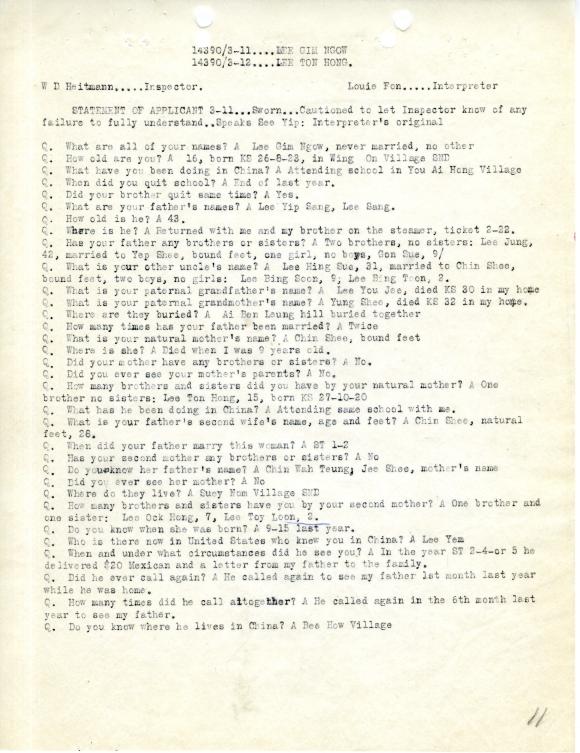 14390/3-11....LEE GIM NGOW
14390/3-12....LEE TON HONG.
W D Heitmann.....Inspector. Louie Fon.....Interpreter
STATEMENT OF APPLICANT 3-11...Sworn...Cautioned to let Inspector know of any
failure to fully understand..Speaks See Yip: Interpreter's original
Q. What are all of your names? A Lee Gim Ngow, never married, no other
Q. How old are you? A 16, born KS 26-8-23, in Wing On Village SND
Q. What have you been doing in China? A Attending school in You Ai Hong Village
Q. When did you quit school? A End of last year.
Q. Did your brother quit same time? A Yes.
Q. What are your father's names? A Lee Yip Sang, Lee Sang.
Q. How old is he? A 43.
Q. Where is he? A Returned with me and my brother on the steamer, ticket 2-22.
Q. Has your father any brothers or sisters? A Two brothers, no sisters: Lee Jung,
42, married to Yep Shee, bound feet, one girl, no boys, Gon Sue, 9/
Q. What is your other uncle's name? A Lee Hing Sue, 31, married to Chin Shee,
bound feet, two boys, no girls: Lee Bing Soon, 9; Lee Bing Toon, 2.
Q. What is your paternal grandfather's name? A Lee You Jee, died KS 30 in my home
Q. What is your paternal grandmother's name? A Yung Shee, died KS 32 in my home.
Q. Where are they buried? A Ai Ben Leung hill buried together
Q. How many times has your father been married? A Twice
Q. What is your natural mother's name? A Chin Shee, bound feet
Q. Where is she? A Died when I was 9 years old.
Q. Did your mother have any brothers or sisters? A No.
Q. Did you ever see your mother's parents? A No.
Q. How many brothers and sisters did you have by your natural mother? A One
brother no sisters: Lee Ton Hong, 15, born KS 27-10-20
Q. What has he been doing in China? A Attending same school with me.
Q. What is your father's second wife's name, age and feet? A Chin Shee, natural
feet, 26.
Q. When did your father marry this woman? A ST 1-2
Q. Has your second mother any brothers or sisters? A No
Q. Do you know her father's name? A Chin Wah Teung; Jee Shee, mother's name
Q. Did you ever see her mother? A No
Q. Where do they live? A Suey Nom Village SND
Q. How many brothers and sisters have you by your second mother? A One brother and
one sister: Lee Ock Hong, 7, Lee Toy Loon, 2.
Q. Do you know when she was born? A 9-15 last year.
Q. Who is there now in United States who knew you in China? A Lee Yem
Q. When and under what circumstances did he see you? A In the year ST 2-4-or 5 he
delivered $20 Mexican and a letter from my father to the family.
Q. Did he ever call again? A He called again to see my father 1st month last year
while he was home.
Q. How many times did he call altogether? A He called again in the 6th month last
year to see my father.
Q. Do you know where he lives in China? A Bee How Village
11